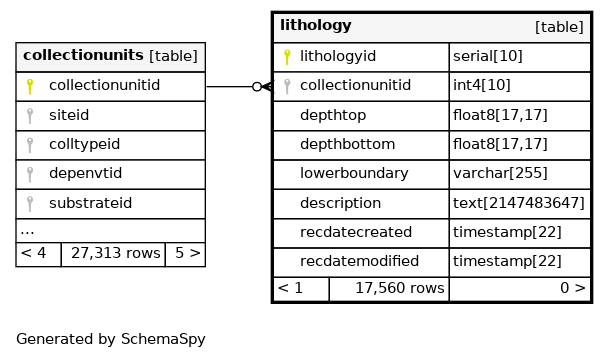 collectionunits [table]
collectionunitid
siteid
colltypeid
depenvtid
substrateid
...
< 4 27,313 rows 5 >
lithology [table]
lithologyid serial[10]
collectionunitid int4[10]
depthtop float8[17,17]
depthbottom float8[17,17]
lowerboundary varchar[255]
description text[2147483647]
recdatecreated timestamp[22]
recdatemodified timestamp[22]
< 1 17,560 rows 0 >
Generated by SchemaSpy